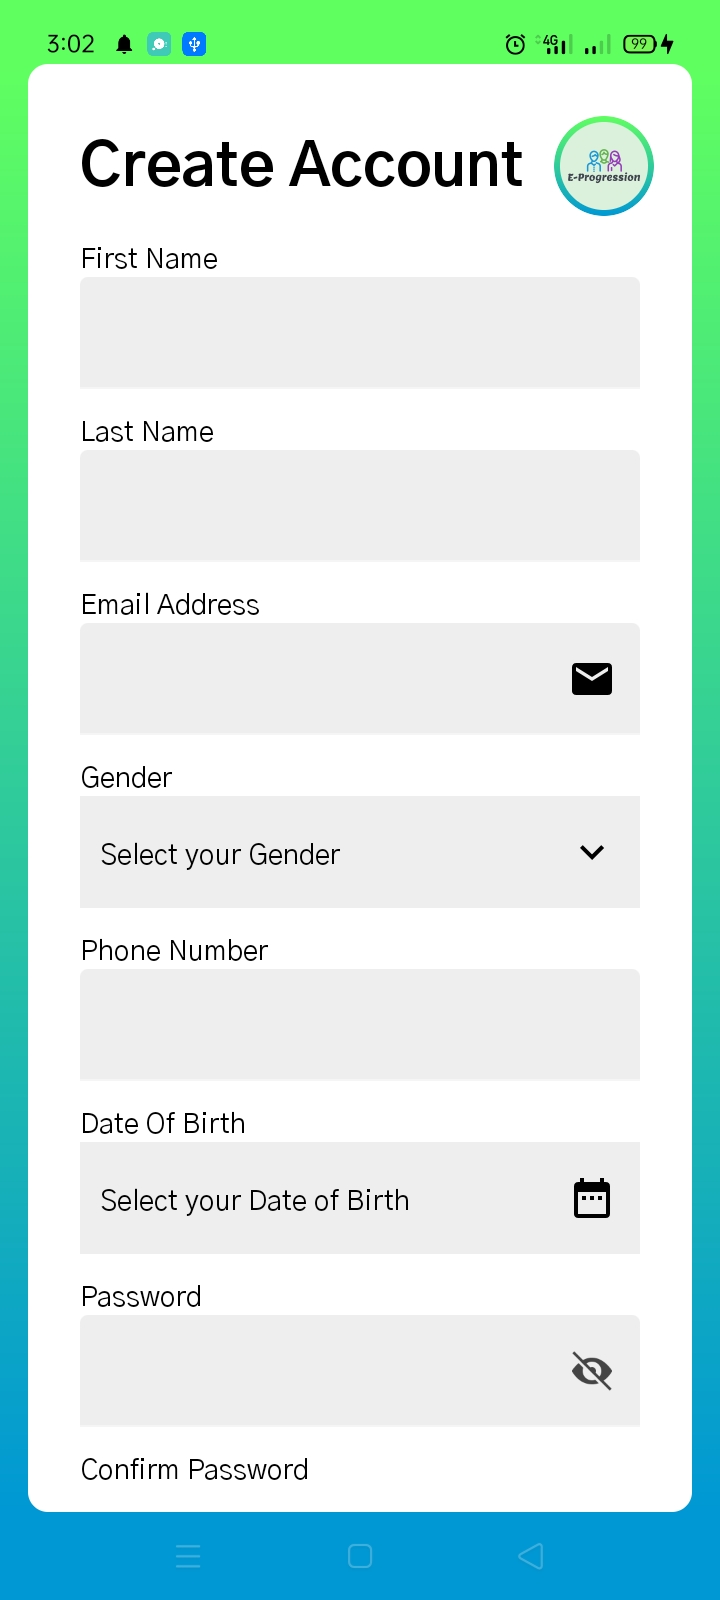 3:02
4G
99
Create Account
E-Progression
First Name
Last Name
Email Address
Gender
Select your Gender
Phone Number
Date Of Birth
Select your Date of Birth
Password
Confirm Password